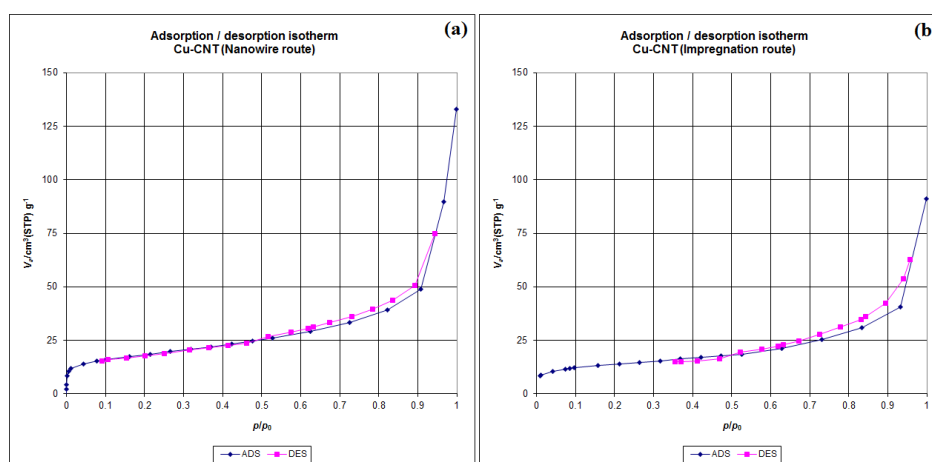 (a)
Adsorption / desorption isotherm
Cu-CNT (Nanowire route)
150
125
100
75
50
25
0
Vₐ/cm³(STP) g⁻¹
0 0.1 0.2 0.3 0.4 0.5 0.6 0.7 0.8 0.9 1
p/p₀
ADS DES
(b)
Adsorption / desorption isotherm
Cu-CNT (Impregnation route)
150
125
100
75
50
25
0
Vₐ/cm³(STP) g⁻¹
0 0.1 0.2 0.3 0.4 0.5 0.6 0.7 0.8 0.9 1
p/p₀
ADS DES